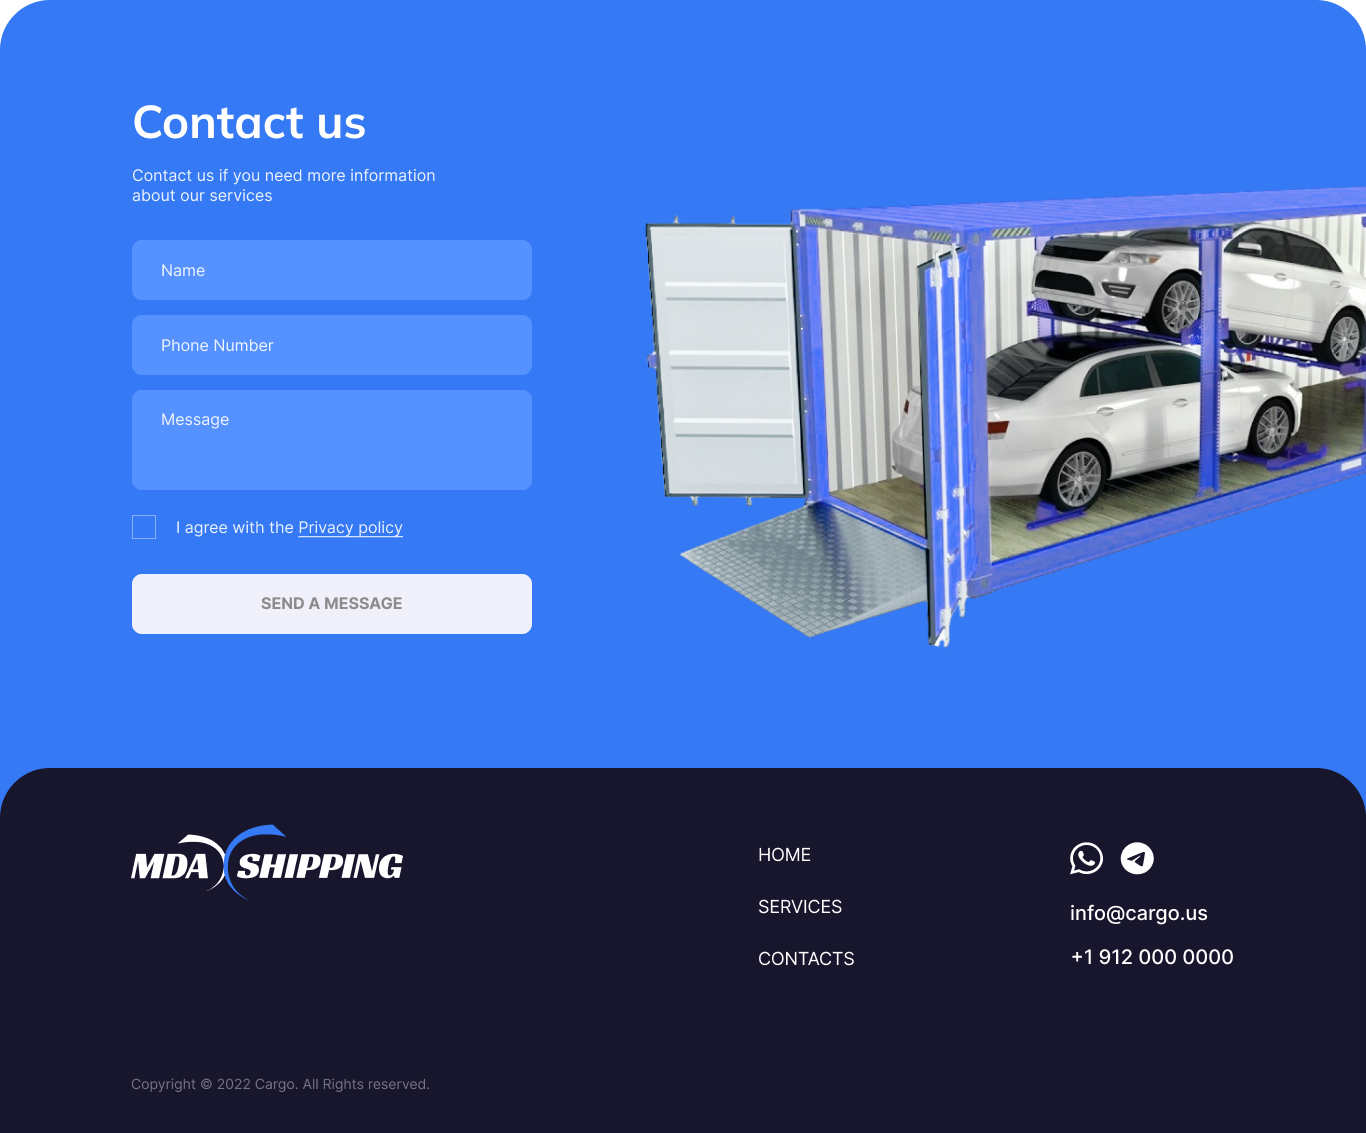 Contact us
Contact us if you need more information
about our services
Name
Phone Number
Message
I agree with the Privacy policy
SEND A MESSAGE
MDA SHIPPING
HOME
SERVICES
CONTACTS
info@cargo.us
+1 912 000 0000
Copyright © 2022 Cargo. All Rights reserved.